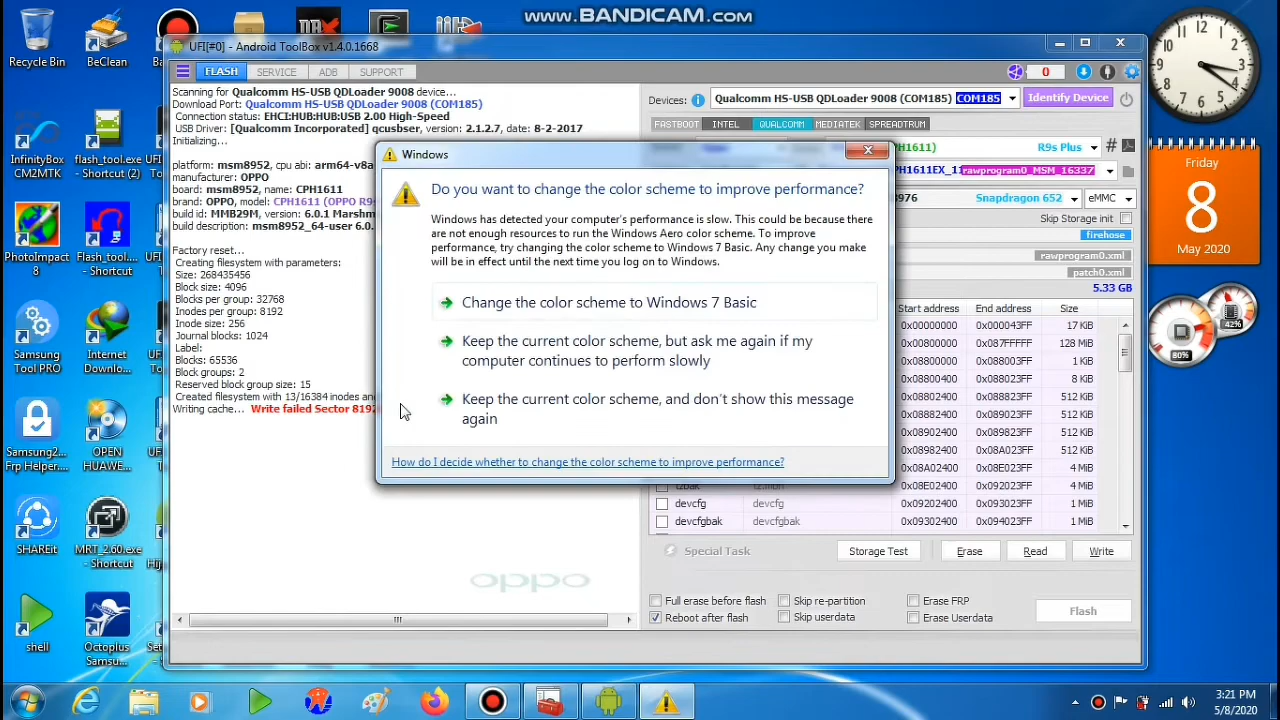 www.BANDICAM.com
Recycle Bin
BeClean
InfinityBox CM2MTK
flash_tool.exe - Shortcut (2)
PhotoImpact 8
Flash_tool.... - Shortcut
Samsung Tool PRO
Internet Downloa...
Samsung2... Frp Helper....
OPEN HUAWE...
SHAREit
MRT_2.60.exe - Shortcut
shell
Octoplus Samsu...
UFI[#0] - Android ToolBox v1.4.0.1668
FLASH SERVICE ADB SUPPORT
0
Scanning for Qualcomm HS-USB QDLoader 9008 device...
Download Port: Qualcomm HS-USB QDLoader 9008 (COM185)
Connection status: EHCI:HUB:HUB:USB 2.00 High-Speed
USB Driver: [Qualcomm Incorporated] qcusbser, version: 2.1.2.7, date: 8-2-2017
Initializing...
platform: msm8952, cpu abi: arm64-v8a
manufacturer: OPPO
board: msm8952, name: CPH1611
brand: OPPO, model: CPH1611 (OPPO R9s
build id: MMB29M, version: 6.0.1 Marshm
build description: msm8952_64-user 6.0.
Factory reset...
Creating filesystem with parameters:
Size: 268435456
Block size: 4096
Blocks per group: 32768
Inodes per group: 8192
Inode size: 256
Journal blocks: 1024
Label:
Blocks: 65536
Block groups: 2
Reserved block group size: 15
Created filesystem with 13/16384 inodes an
Writing cache... Write failed Sector 8192
oppo
Windows
Do you want to change the color scheme to improve performance?
Windows has detected your computer's performance is slow. This could be because there
are not enough resources to run the Windows Aero color scheme. To improve
performance, try changing the color scheme to Windows 7 Basic. Any change you make
will be in effect until the next time you log on to Windows.
Change the color scheme to Windows 7 Basic
Keep the current color scheme, but ask me again if my
computer continues to perform slowly
Keep the current color scheme, and don't show this message
again
How do I decide whether to change the color scheme to improve performance?
Devices: Qualcomm HS-USB QDLoader 9008 (COM185) COM185 Identify Device
FASTBOOT INTEL QUALCOMM MEDIATEK SPREADTRUM
PH1611) R9s Plus #
PH1611EX_11 rawprogram0_MSM_16337
8976 Snapdragon 652 eMMC
Skip Storage init
firehose
rawprogram0.xml
patch0.xml
5.33 GB
Start address End address Size
0x00000000 0x000043FF 17 KiB
0x00800000 0x087FFFFF 128 MiB
0x08800000 0x088003FF 1 KiB
0x08800400 0x088023FF 8 KiB
0x08802400 0x088823FF 512 KiB
0x08882400 0x089023FF 512 KiB
0x08902400 0x089823FF 512 KiB
0x08982400 0x08A023FF 512 KiB
0x08A02400 0x08E023FF 4 MiB
0x08E02400 0x092023FF 4 MiB
devcfg devcfg 0x09202400 0x093023FF 1 MiB
devcfgbak devcfgbak 0x09302400 0x094023FF 1 MiB
Special Task Storage Test Erase Read Write
Full erase before flash Skip re-partition Erase FRP
Reboot after flash Skip userdata Erase Userdata
Flash
Friday
8
May 2020
80%
42%
3:21 PM
5/8/2020